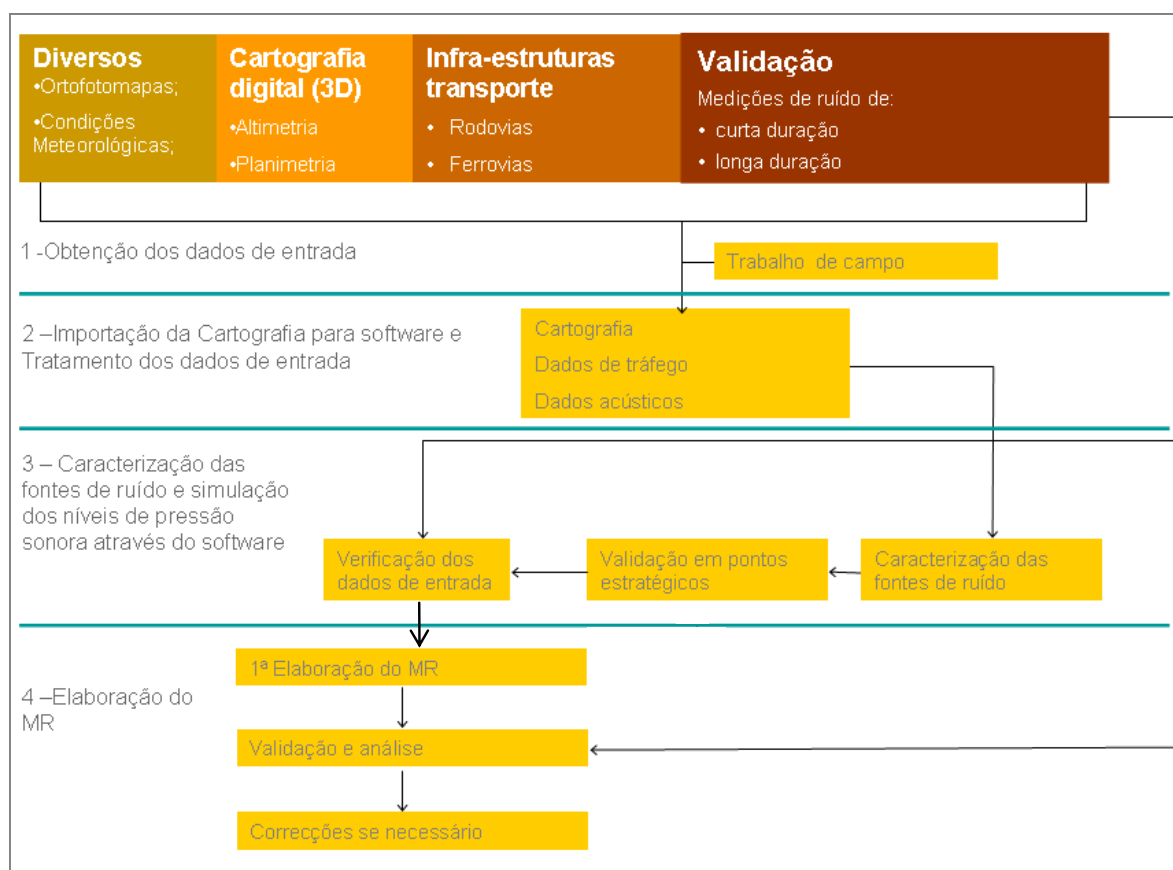 Diversos
•Ortofotomapas;
•Condições
Meteorológicas;
Cartografia
digital (3D)
•Altimetria
•Planimetria
Infra-estruturas
transporte
• Rodovias
• Ferrovias
Validação
Medições de ruído de:
• curta duração
• longa duração
1 -Obtenção dos dados de entrada
Trabalho de campo
2 –Importação da Cartografia para software e
Tratamento dos dados de entrada
Cartografia
Dados de tráfego
Dados acústicos
3 – Caracterização das
fontes de ruído e simulação
dos níveis de pressão
sonora através do software
Verificação dos
dados de entrada
Validação em pontos
estratégicos
Caracterização das
fontes de ruído
4 –Elaboração do
MR
1ª Elaboração do MR
Validação e análise
Correcções se necessário